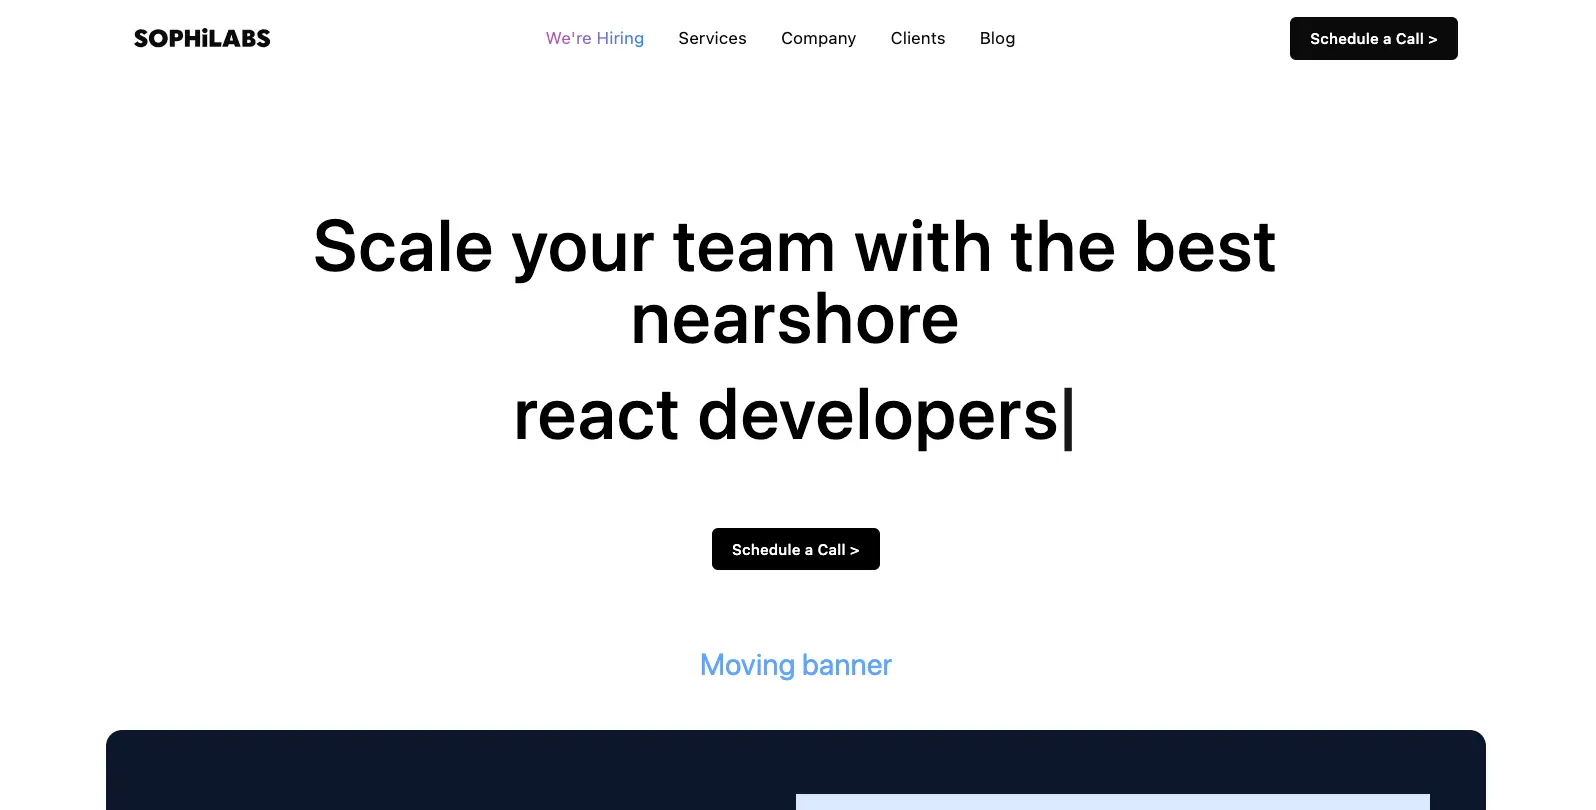 SOPHiLABS
We're Hiring Services Company Clients Blog
Schedule a Call >
Scale your team with the best
nearshore
react developers|
Schedule a Call >
Moving banner